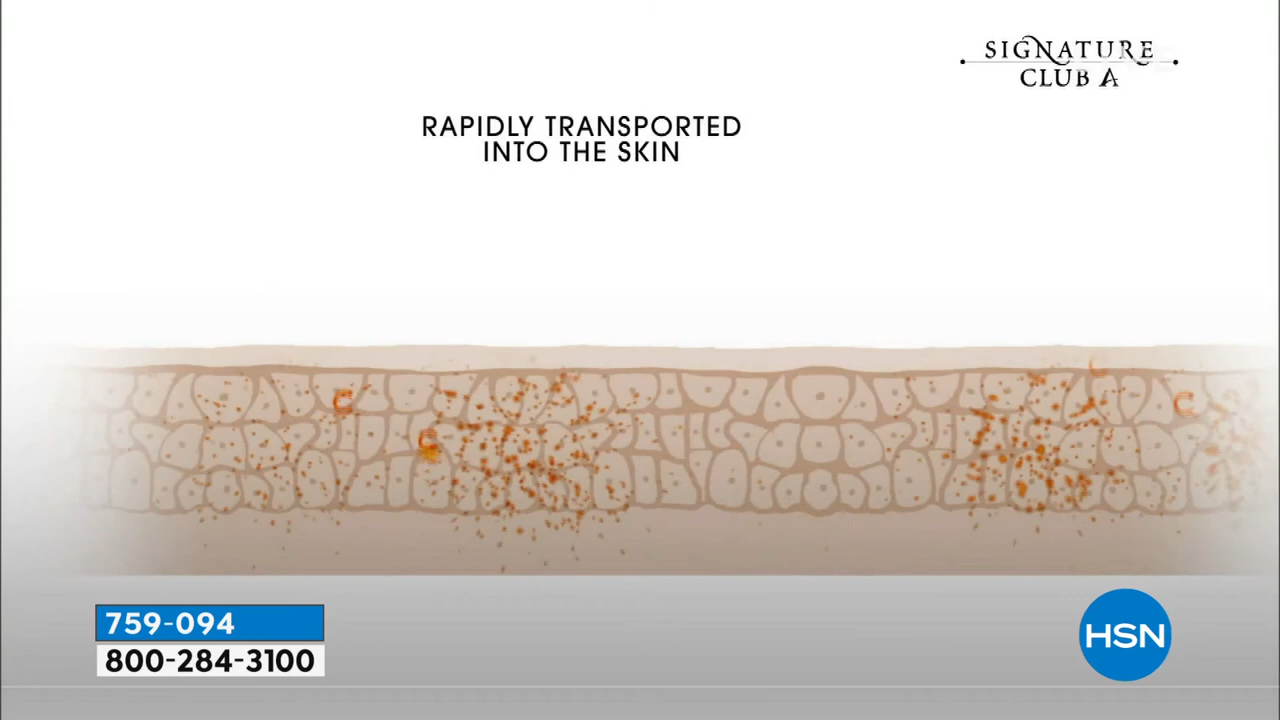 SIGNATURE
CLUB A
RAPIDLY TRANSPORTED
INTO THE SKIN
C
C
C
C
759-094
800-284-3100
HSN